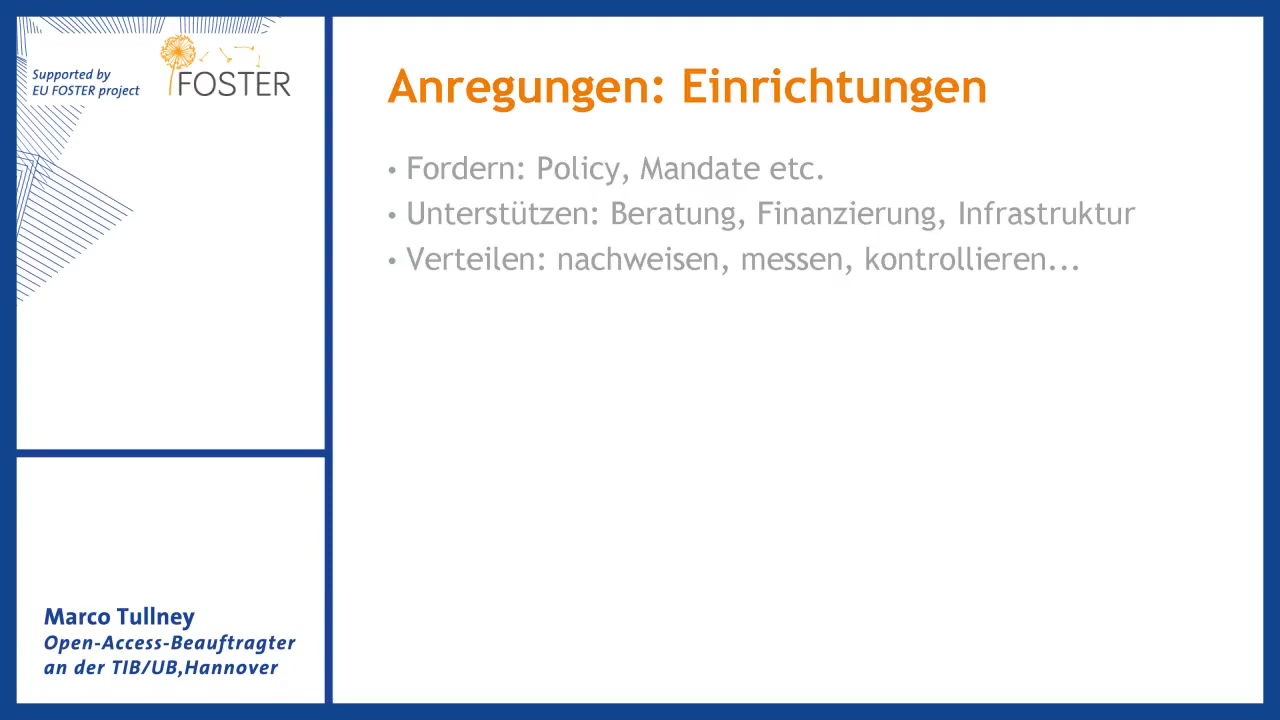 Supported by
EU FOSTER project
FOSTER
Anregungen: Einrichtungen
• Fordern: Policy, Mandate etc.
• Unterstützen: Beratung, Finanzierung, Infrastruktur
• Verteilen: nachweisen, messen, kontrollieren...
Marco Tullney
Open-Access-Beauftragter
an der TIB/UB,Hannover